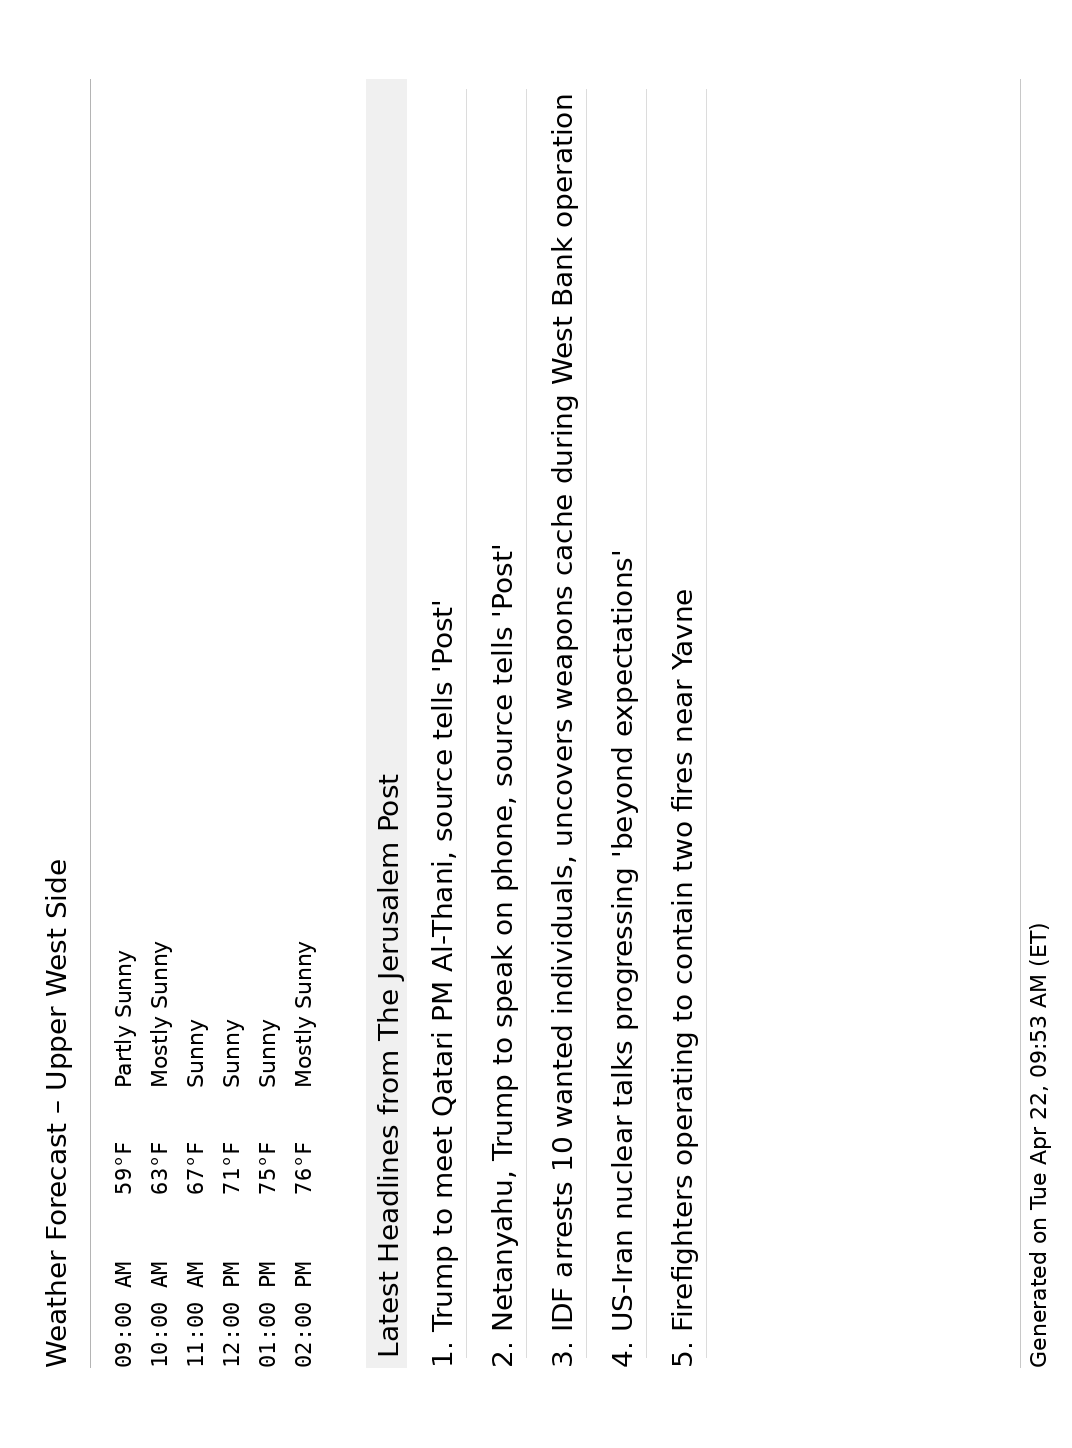 Weather Forecast – Upper West Side
09:00 AM 59°F Partly Sunny
10:00 AM 63°F Mostly Sunny
11:00 AM 67°F Sunny
12:00 PM 71°F Sunny
01:00 PM 75°F Sunny
02:00 PM 76°F Mostly Sunny
Latest Headlines from The Jerusalem Post
1. Trump to meet Qatari PM Al-Thani, source tells 'Post'
2. Netanyahu, Trump to speak on phone, source tells 'Post'
3. IDF arrests 10 wanted individuals, uncovers weapons cache during West Bank operation
4. US-Iran nuclear talks progressing 'beyond expectations'
5. Firefighters operating to contain two fires near Yavne
Generated on Tue Apr 22, 09:53 AM (ET)